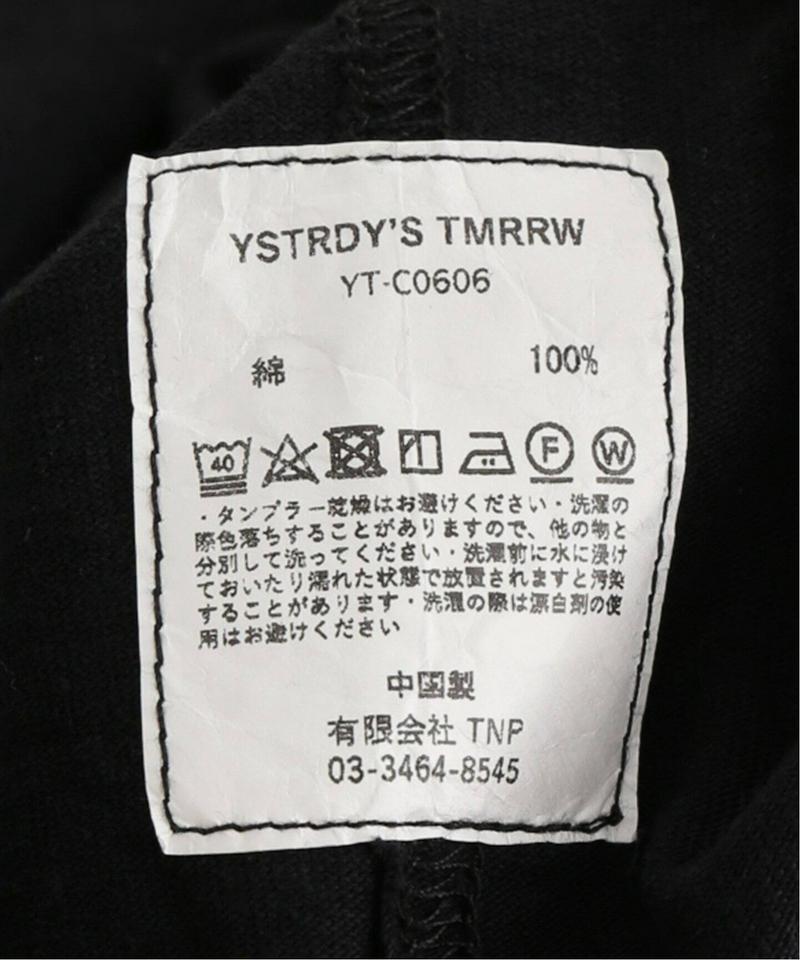 YSTRDY'S TMRRW
YT-C0606
綿 100%
40 F W
・タンブラー乾燥はお避けください・洗濯の
際色落ちすることがありますので、他の物と
分別して洗ってください・洗濯前に水に浸け
ておいたり濡れた状態で放置されますと汚染
することがあります・洗濯の際は漂白剤の使
用はお避けください
中国製
有限会社 TNP
03-3464-8545